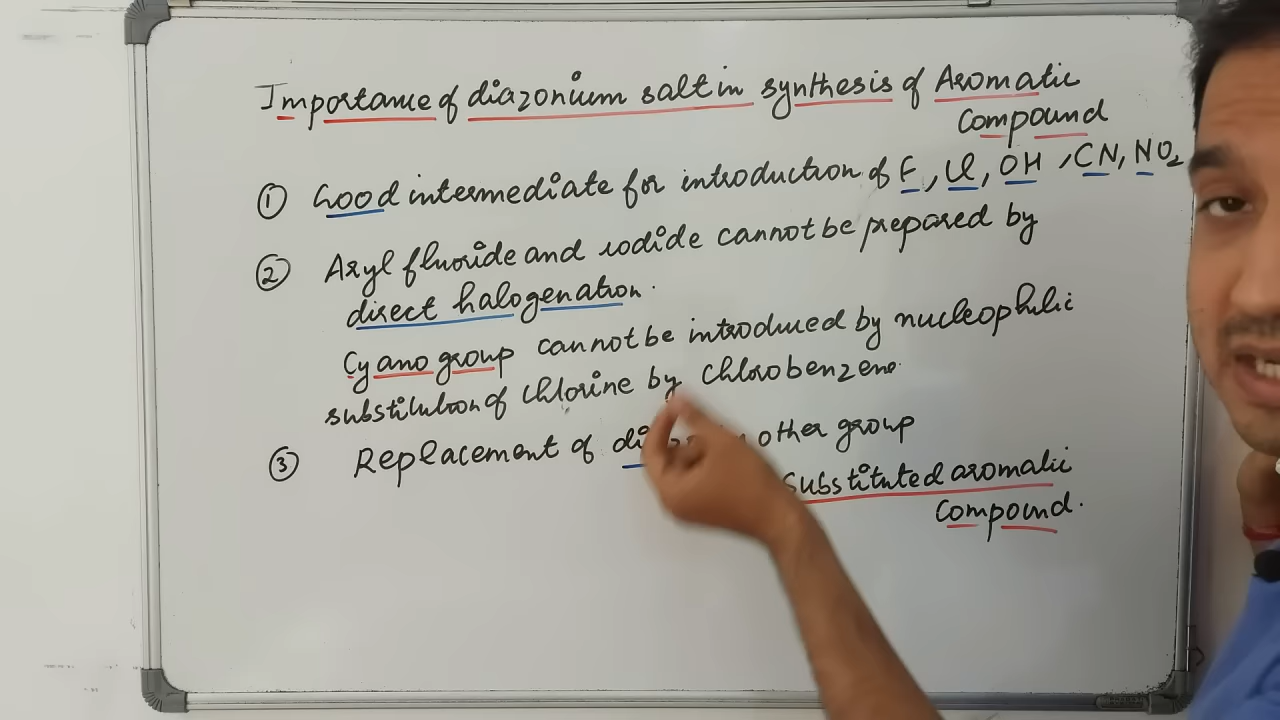 Importance of diazonium salt in synthesis of Aromatic
Compound
① Good intermediate for introduction of F, Cl, OH, CN, NO₂
② Aryl fluoride and iodide cannot be prepared by
direct halogenation.
Cyano group cannot be introduced by nucleophilic
substitution of chlorine by chlorobenzene.
③ Replacement of other group
substituted aromatic
Compound.